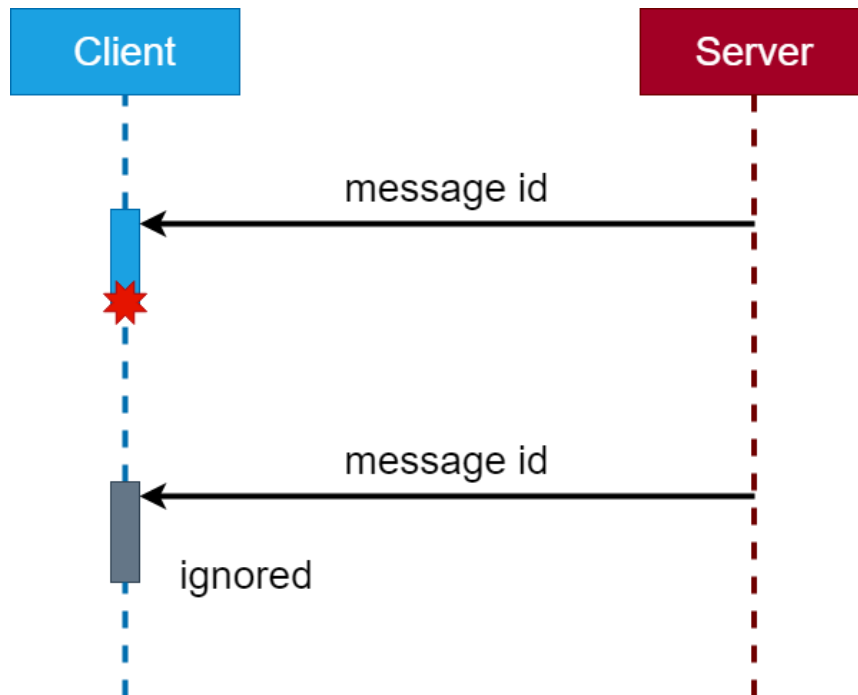 Client
Server
message id
message id
ignored